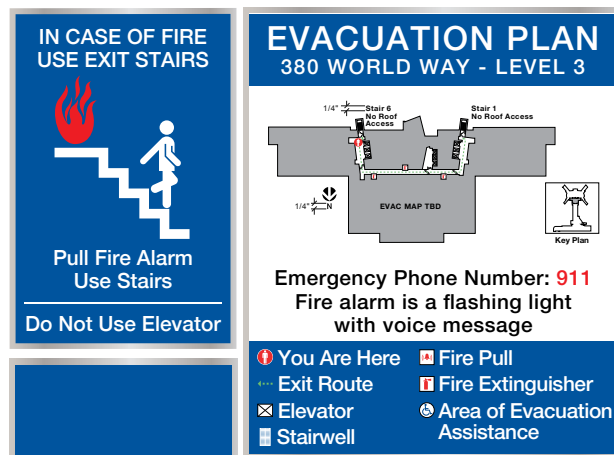 IN CASE OF FIRE
USE EXIT STAIRS
Pull Fire Alarm
Use Stairs
Do Not Use Elevator
EVACUATION PLAN
380 WORLD WAY - LEVEL 3
1/4"
Stair 6
No Roof
Access
Stair 1
No Roof Access
1/4"
N
EVAC MAP TBD
Key Plan
Emergency Phone Number: 911
Fire alarm is a flashing light
with voice message
You Are Here
Exit Route
Elevator
Stairwell
Fire Pull
Fire Extinguisher
Area of Evacuation
Assistance